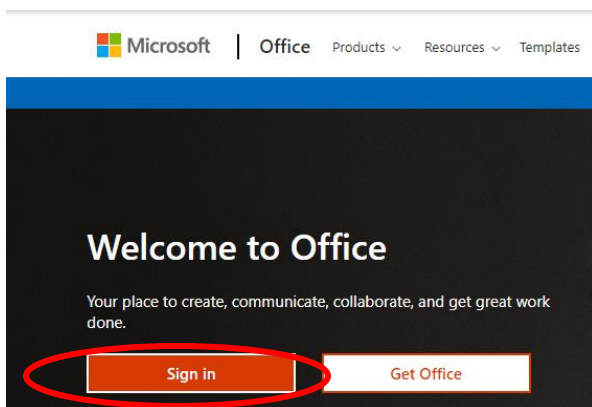 Microsoft | Office Products Resources Templates
Welcome to Office
Your place to create, communicate, collaborate, and get great work
done.
Sign in Get Office